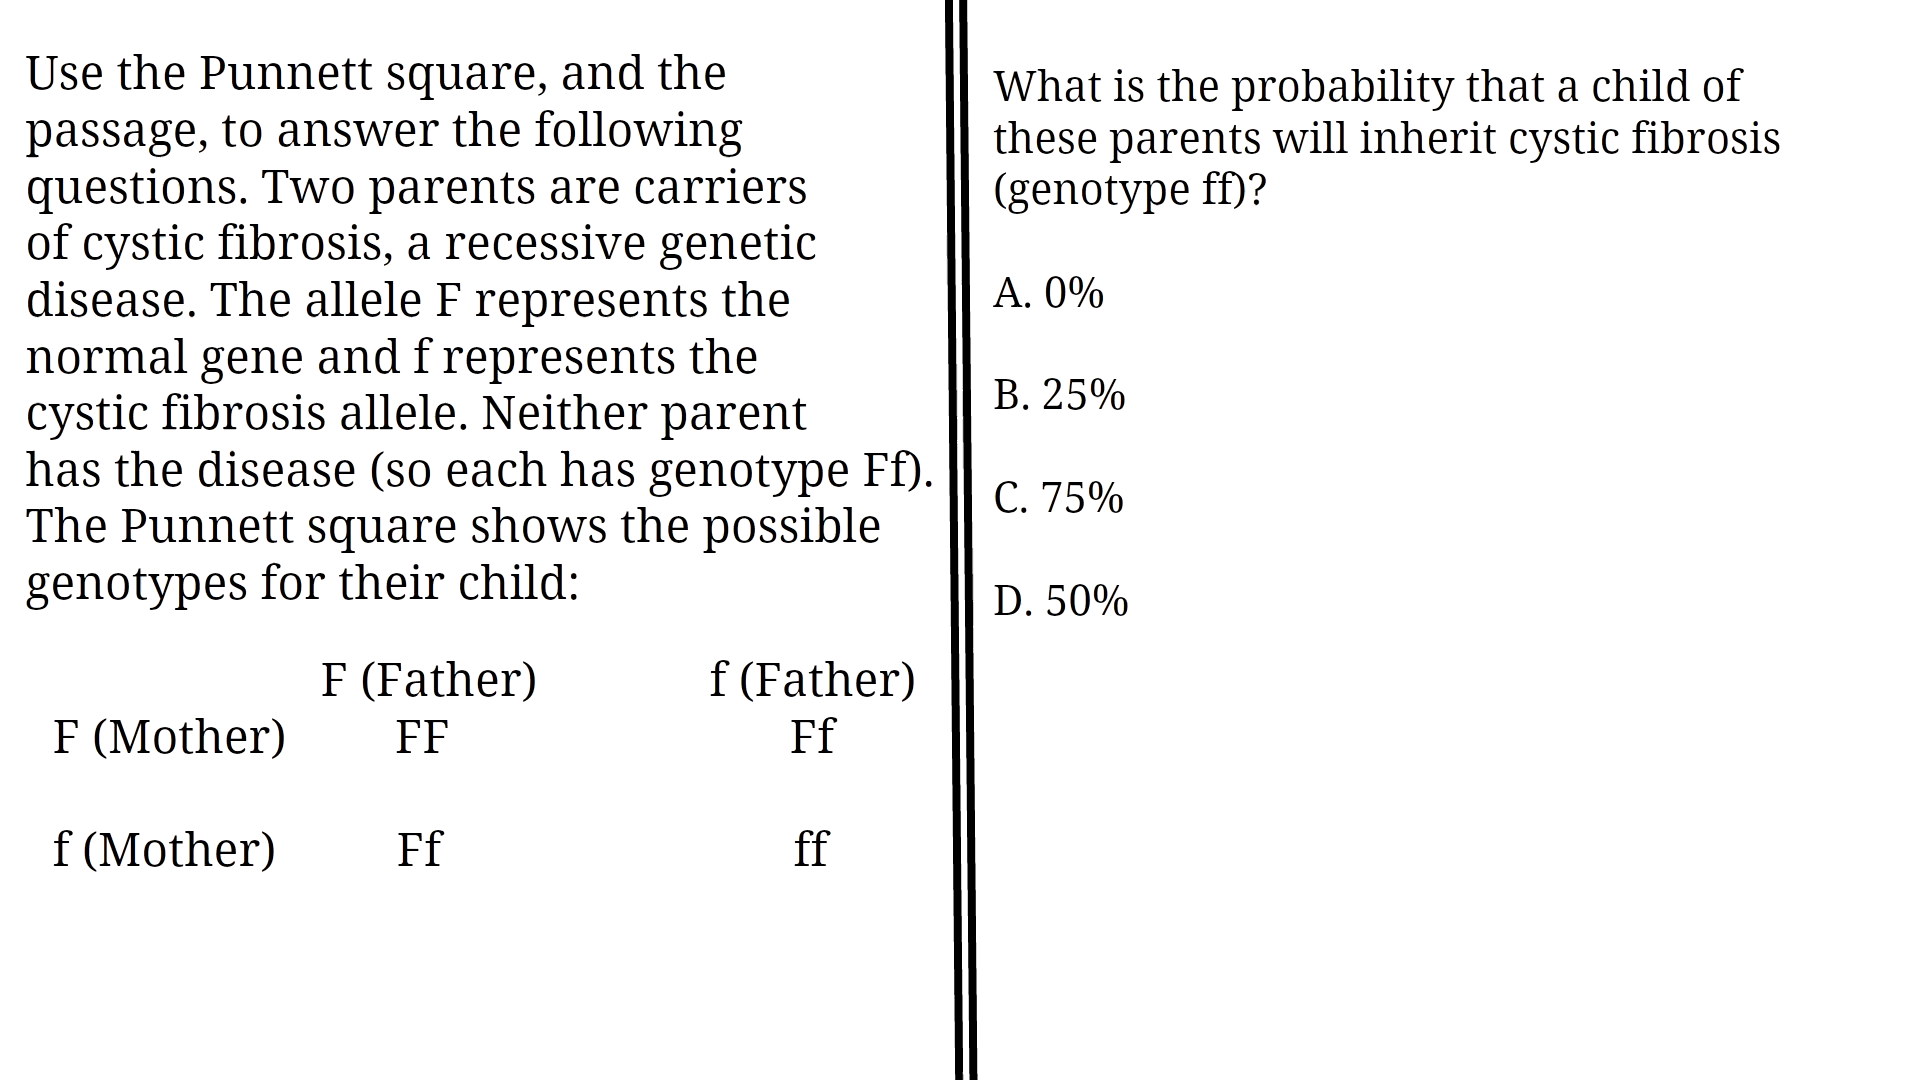 Use the Punnett square, and the
passage, to answer the following
questions. Two parents are carriers
of cystic fibrosis, a recessive genetic
disease. The allele F represents the
normal gene and f represents the
cystic fibrosis allele. Neither parent
has the disease (so each has genotype Ff).
The Punnett square shows the possible
genotypes for their child:
F (Father) f (Father)
F (Mother) FF Ff
f (Mother) Ff ff
What is the probability that a child of
these parents will inherit cystic fibrosis
(genotype ff)?
A. 0%
B. 25%
C. 75%
D. 50%